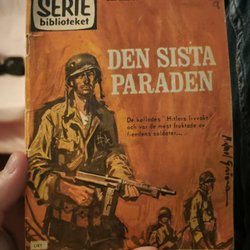 SERIE
biblioteket
DEN SISTA
PARADEN
De kallades "Hitlers livvakt"
och var de mest fruktade av
fiendens soldater...